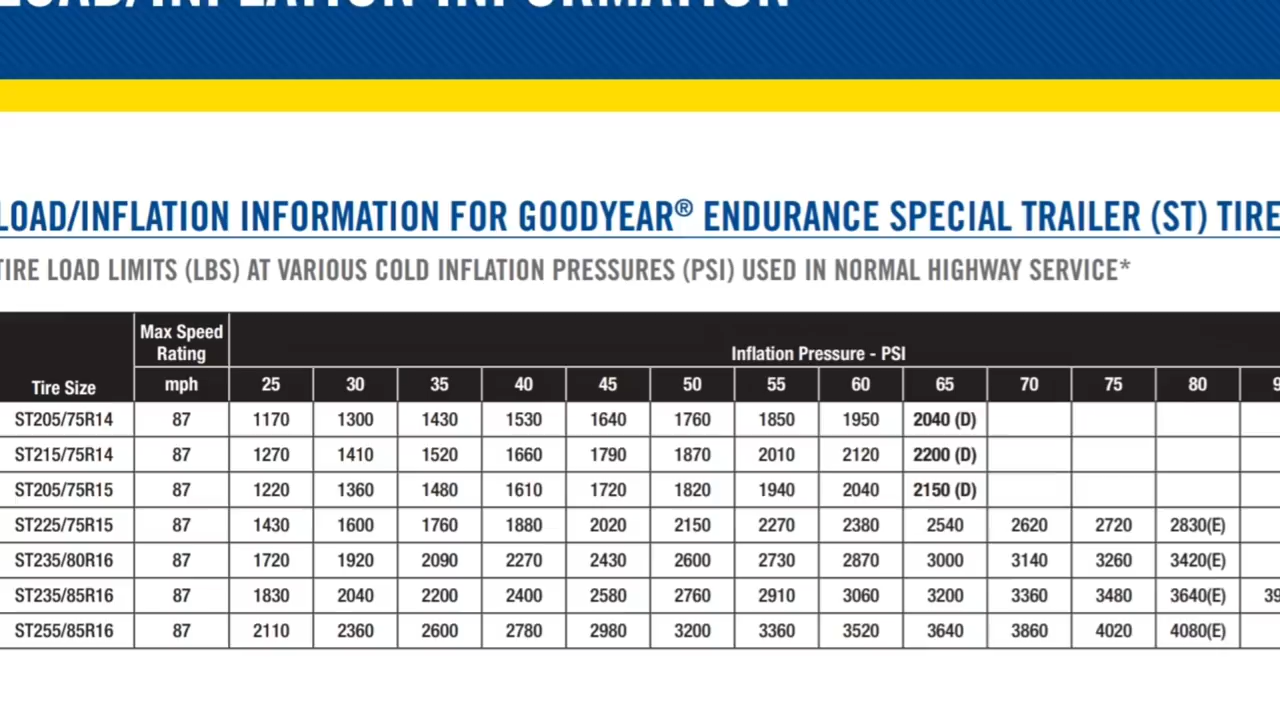 LOAD/INFLATION INFORMATION
LOAD/INFLATION INFORMATION FOR GOODYEAR® ENDURANCE SPECIAL TRAILER (ST) TIRE
TIRE LOAD LIMITS (LBS) AT VARIOUS COLD INFLATION PRESSURES (PSI) USED IN NORMAL HIGHWAY SERVICE*
Max Speed
Rating
Inflation Pressure - PSI
Tire Size mph 25 30 35 40 45 50 55 60 65 70 75 80 9
ST205/75R14 87 1170 1300 1430 1530 1640 1760 1850 1950 2040 (D)
ST215/75R14 87 1270 1410 1520 1660 1790 1870 2010 2120 2200 (D)
ST205/75R15 87 1220 1360 1480 1610 1720 1820 1940 2040 2150 (D)
ST225/75R15 87 1430 1600 1760 1880 2020 2150 2270 2380 2540 2620 2720 2830(E)
ST235/80R16 87 1720 1920 2090 2270 2430 2600 2730 2870 3000 3140 3260 3420(E)
ST235/85R16 87 1830 2040 2200 2400 2580 2760 2910 3060 3200 3360 3480 3640(E) 39
ST255/85R16 87 2110 2360 2600 2780 2980 3200 3360 3520 3640 3860 4020 4080(E)